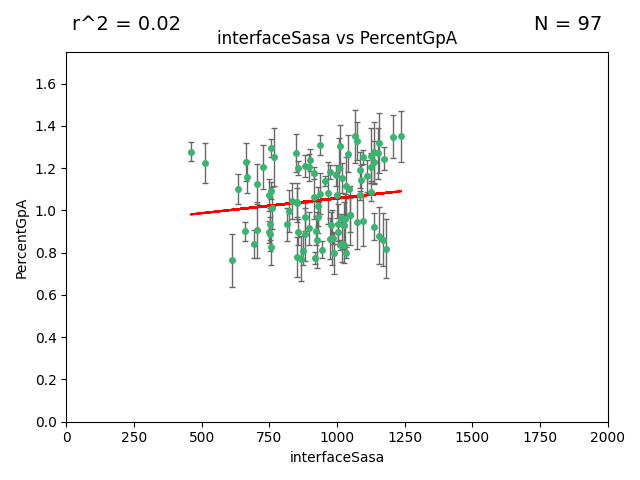 r^2 = 0.02
N = 97
interfaceSasa vs PercentGpA
PercentGpA
1.6
1.4
1.2
1.0
0.8
0.6
0.4
0.2
0.0
0 250 500 750 1000 1250 1500 1750 2000
interfaceSasa